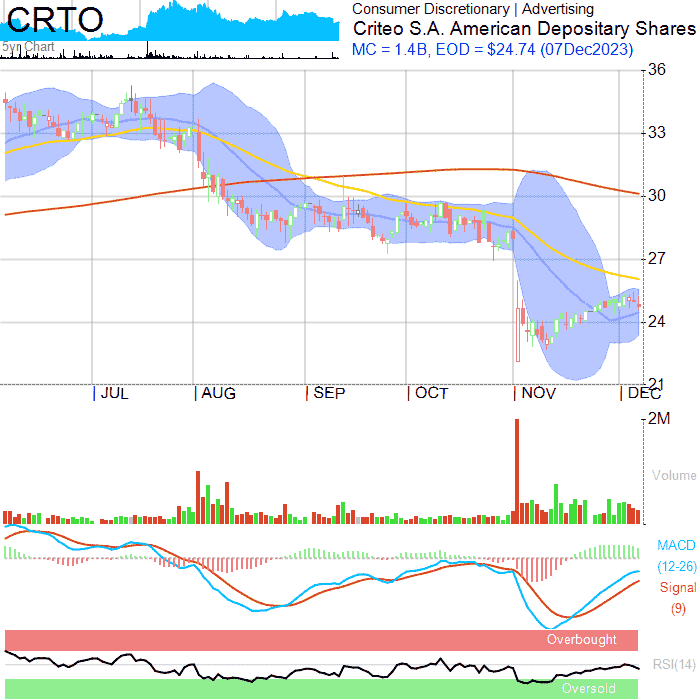 CRTO
5yr Chart
Consumer Discretionary | Advertising
Criteo S.A. American Depositary Shares
MC = 1.4B, EOD = $24.74 (07Dec2023)
36
33
30
27
24
21
JUL AUG SEP OCT NOV DEC
2M
Volume
MACD
(12-26)
Signal
(9)
Overbought
RSI(14)
Oversold